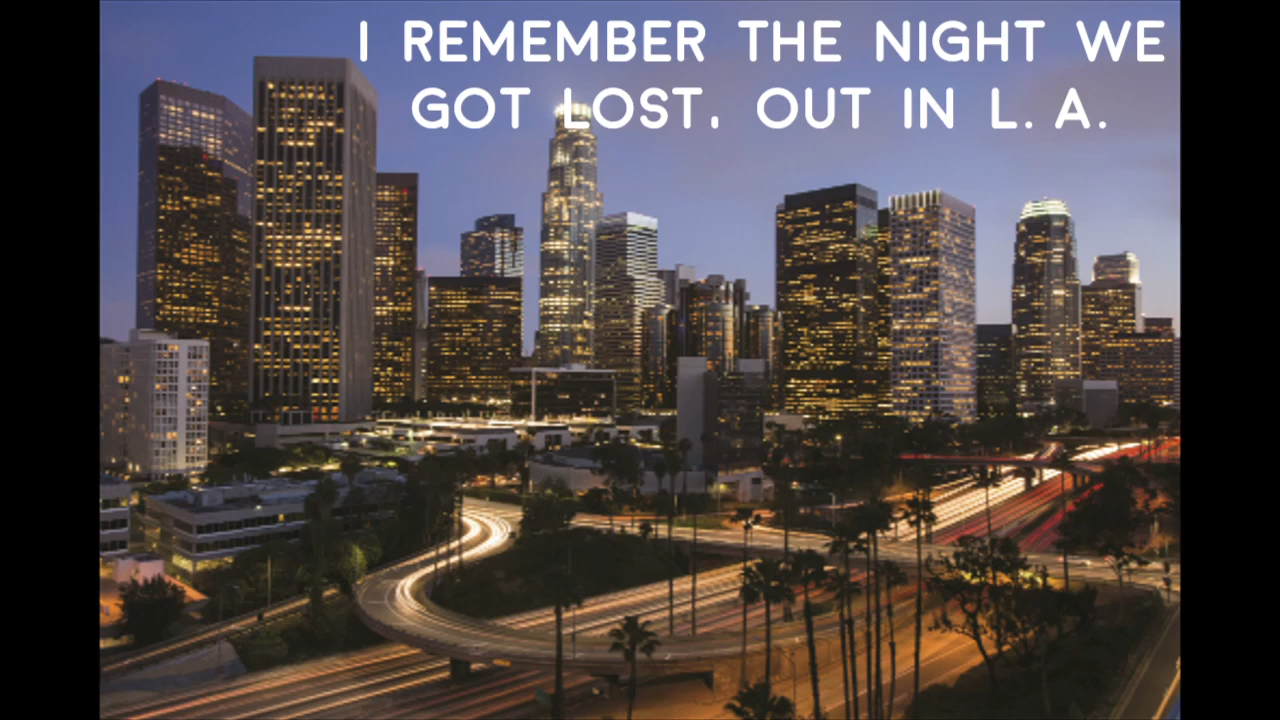 I REMEMBER THE NIGHT WE
GOT LOST. OUT IN L. A.